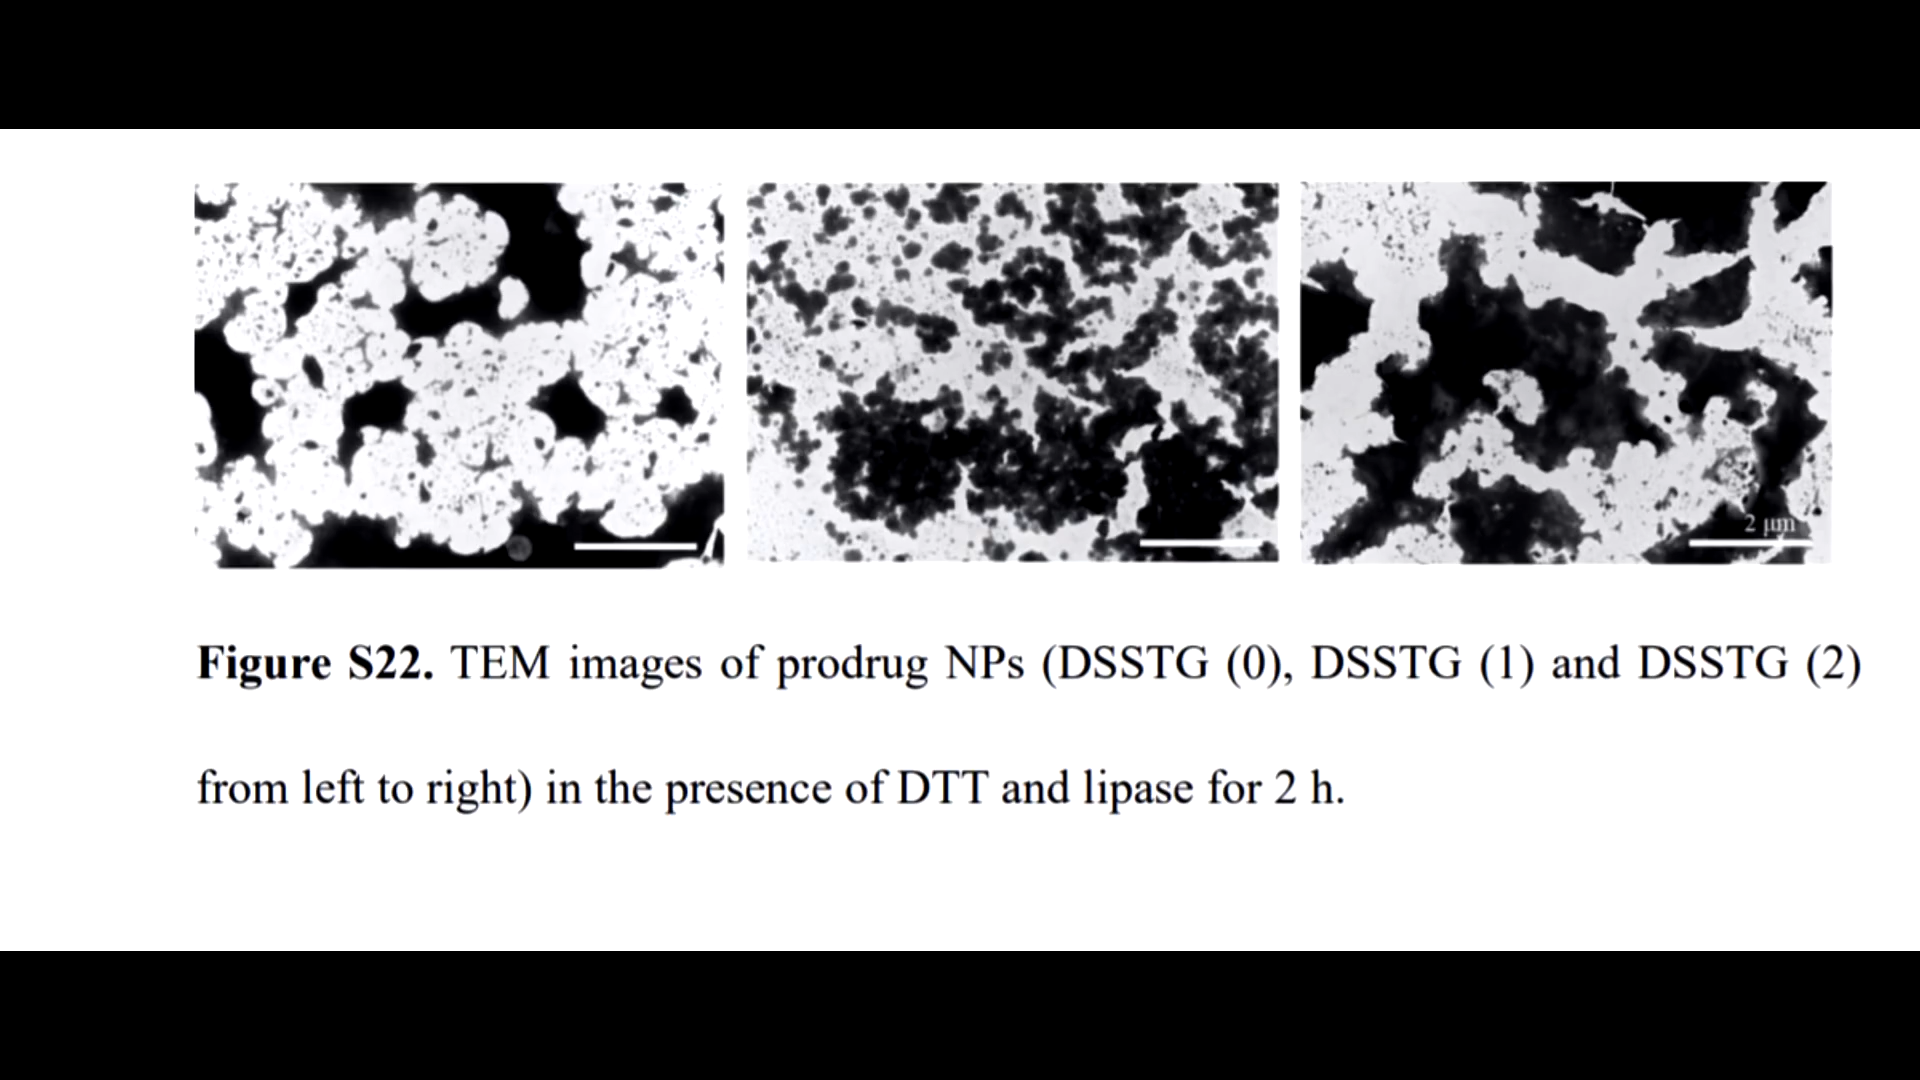 2 μm
Figure S22. TEM images of prodrug NPs (DSSTG (0), DSSTG (1) and DSSTG (2)
from left to right) in the presence of DTT and lipase for 2 h.